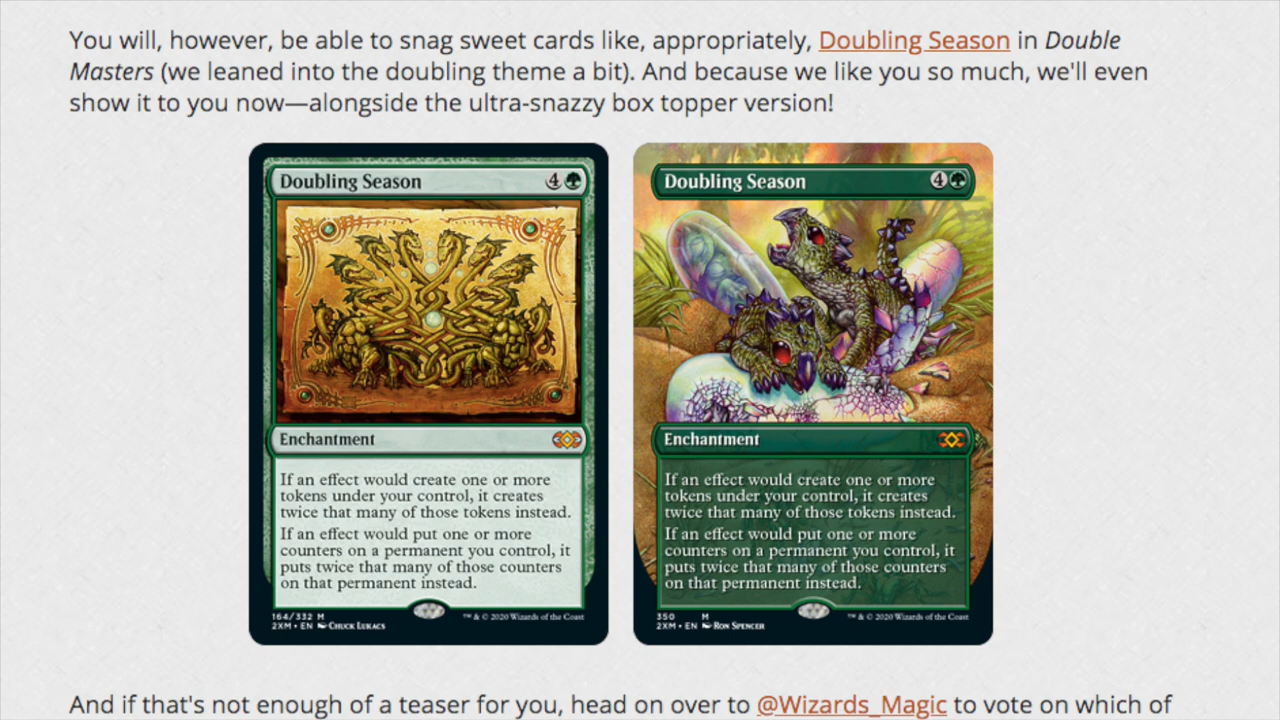 You will, however, be able to snag sweet cards like, appropriately, Doubling Season in Double
Masters (we leaned into the doubling theme a bit). And because we like you so much, we'll even
show it to you now—alongside the ultra-snazzy box topper version!
Doubling Season 4
Enchantment
If an effect would create one or more
tokens under your control, it creates
twice that many of those tokens instead.
If an effect would put one or more
counters on a permanent you control, it
puts twice that many of those counters
on that permanent instead.
164/332 M
2XM • EN Chuck Lukacs
™ & © 2020 Wizards of the Coast
Doubling Season 4
Enchantment
If an effect would create one or more
tokens under your control, it creates
twice that many of those tokens instead.
If an effect would put one or more
counters on a permanent you control, it
puts twice that many of those counters
on that permanent instead.
350 M
2XM • EN Ron Spencer
™ & © 2020 Wizards of the Coast
And if that's not enough of a teaser for you, head on over to @Wizards_Magic to vote on which of